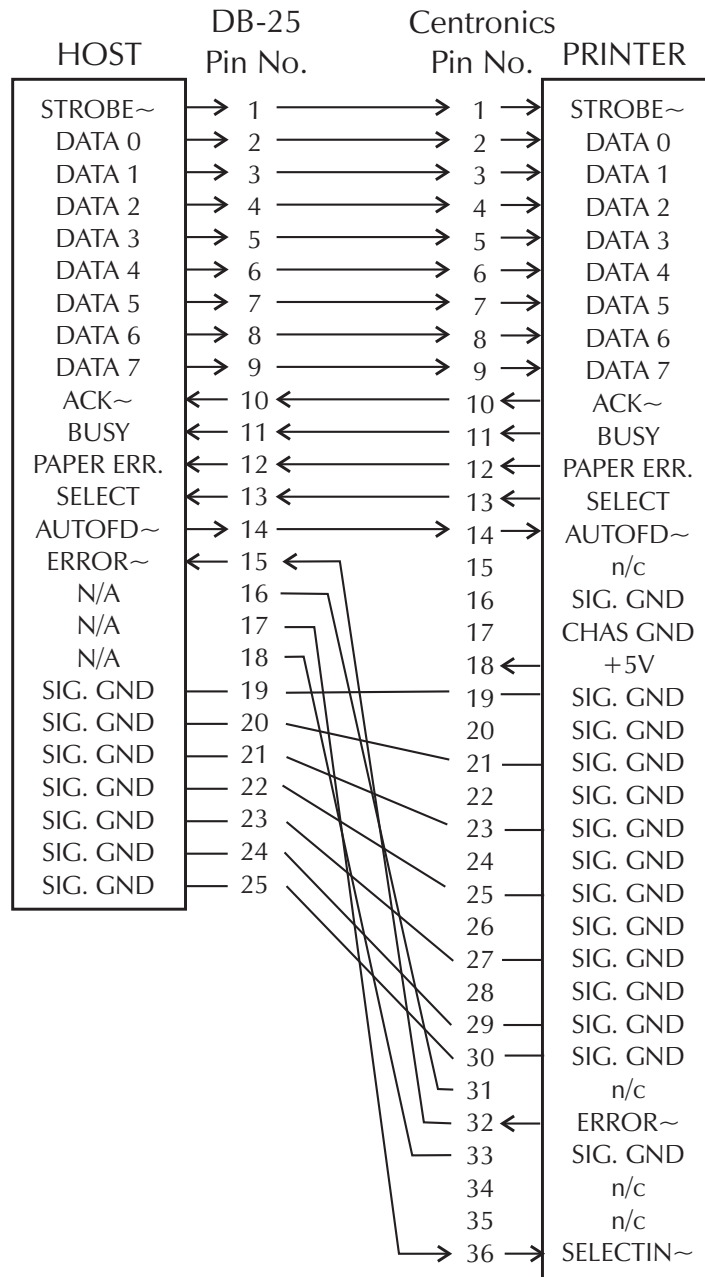 DB-25 Centronics
HOST Pin No. Pin No. PRINTER
STROBE~ 1 1 STROBE~
DATA 0 2 2 DATA 0
DATA 1 3 3 DATA 1
DATA 2 4 4 DATA 2
DATA 3 5 5 DATA 3
DATA 4 6 6 DATA 4
DATA 5 7 7 DATA 5
DATA 6 8 8 DATA 6
DATA 7 9 9 DATA 7
ACK~ 10 10 ACK~
BUSY 11 11 BUSY
PAPER ERR. 12 12 PAPER ERR.
SELECT 13 13 SELECT
AUTOFD~ 14 14 AUTOFD~
ERROR~ 15 15 n/c
N/A 16 16 SIG. GND
N/A 17 17 CHAS GND
N/A 18 18 +5V
SIG. GND 19 19 SIG. GND
SIG. GND 20 20 SIG. GND
SIG. GND 21 21 SIG. GND
SIG. GND 22 22 SIG. GND
SIG. GND 23 23 SIG. GND
SIG. GND 24 24 SIG. GND
SIG. GND 25 25 SIG. GND
26 SIG. GND
27 SIG. GND
28 SIG. GND
29 SIG. GND
30 SIG. GND
31 n/c
32 ERROR~
33 SIG. GND
34 n/c
35 n/c
36 SELECTIN~